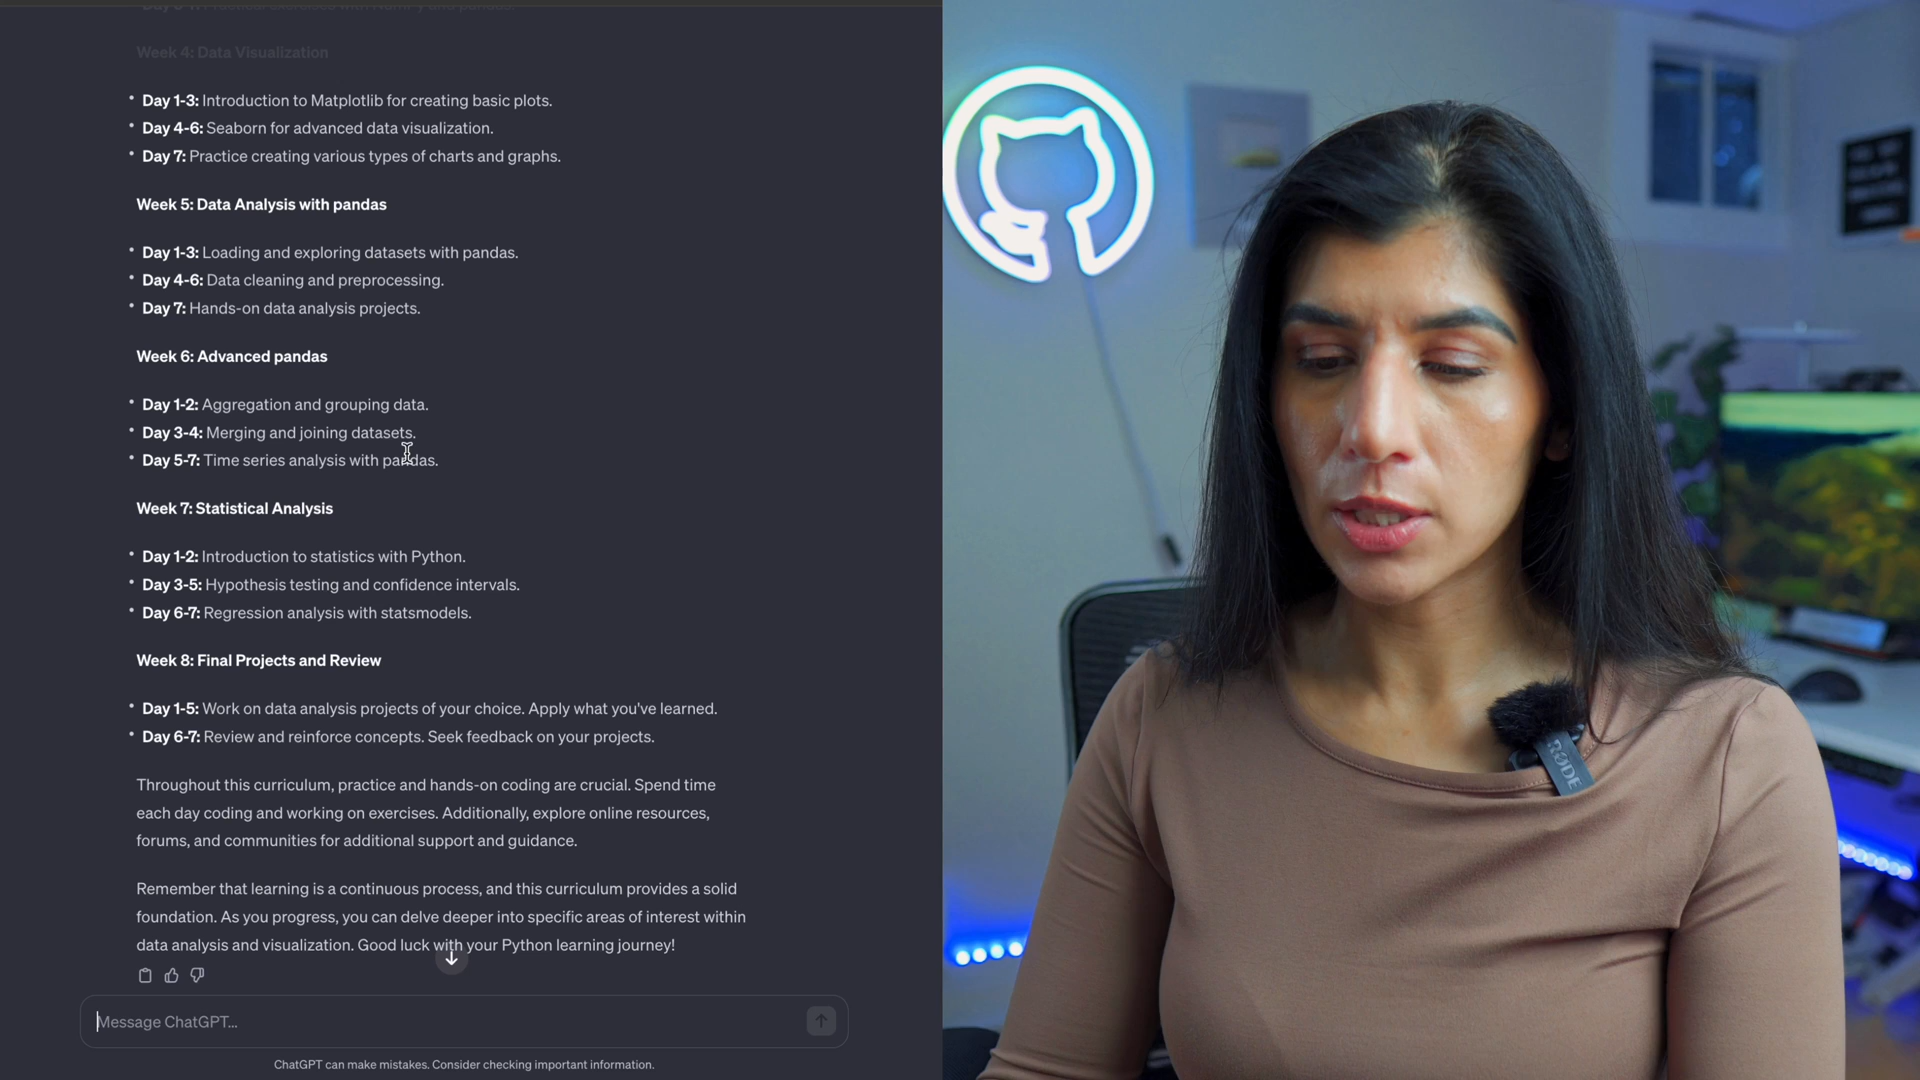 Week 4: Data Visualization
• Day 1-3: Introduction to Matplotlib for creating basic plots.
• Day 4-6: Seaborn for advanced data visualization.
• Day 7: Practice creating various types of charts and graphs.
Week 5: Data Analysis with pandas
• Day 1-3: Loading and exploring datasets with pandas.
• Day 4-6: Data cleaning and preprocessing.
• Day 7: Hands-on data analysis projects.
Week 6: Advanced pandas
• Day 1-2: Aggregation and grouping data.
• Day 3-4: Merging and joining datasets.
• Day 5-7: Time series analysis with pandas.
Week 7: Statistical Analysis
• Day 1-2: Introduction to statistics with Python.
• Day 3-5: Hypothesis testing and confidence intervals.
• Day 6-7: Regression analysis with statsmodels.
Week 8: Final Projects and Review
• Day 1-5: Work on data analysis projects of your choice. Apply what you've learned.
• Day 6-7: Review and reinforce concepts. Seek feedback on your projects.
Throughout this curriculum, practice and hands-on coding are crucial. Spend time
each day coding and working on exercises. Additionally, explore online resources,
forums, and communities for additional support and guidance.
Remember that learning is a continuous process, and this curriculum provides a solid
foundation. As you progress, you can delve deeper into specific areas of interest within
data analysis and visualization. Good luck with your Python learning journey!
Message ChatGPT...
ChatGPT can make mistakes. Consider checking important information.
RØDE